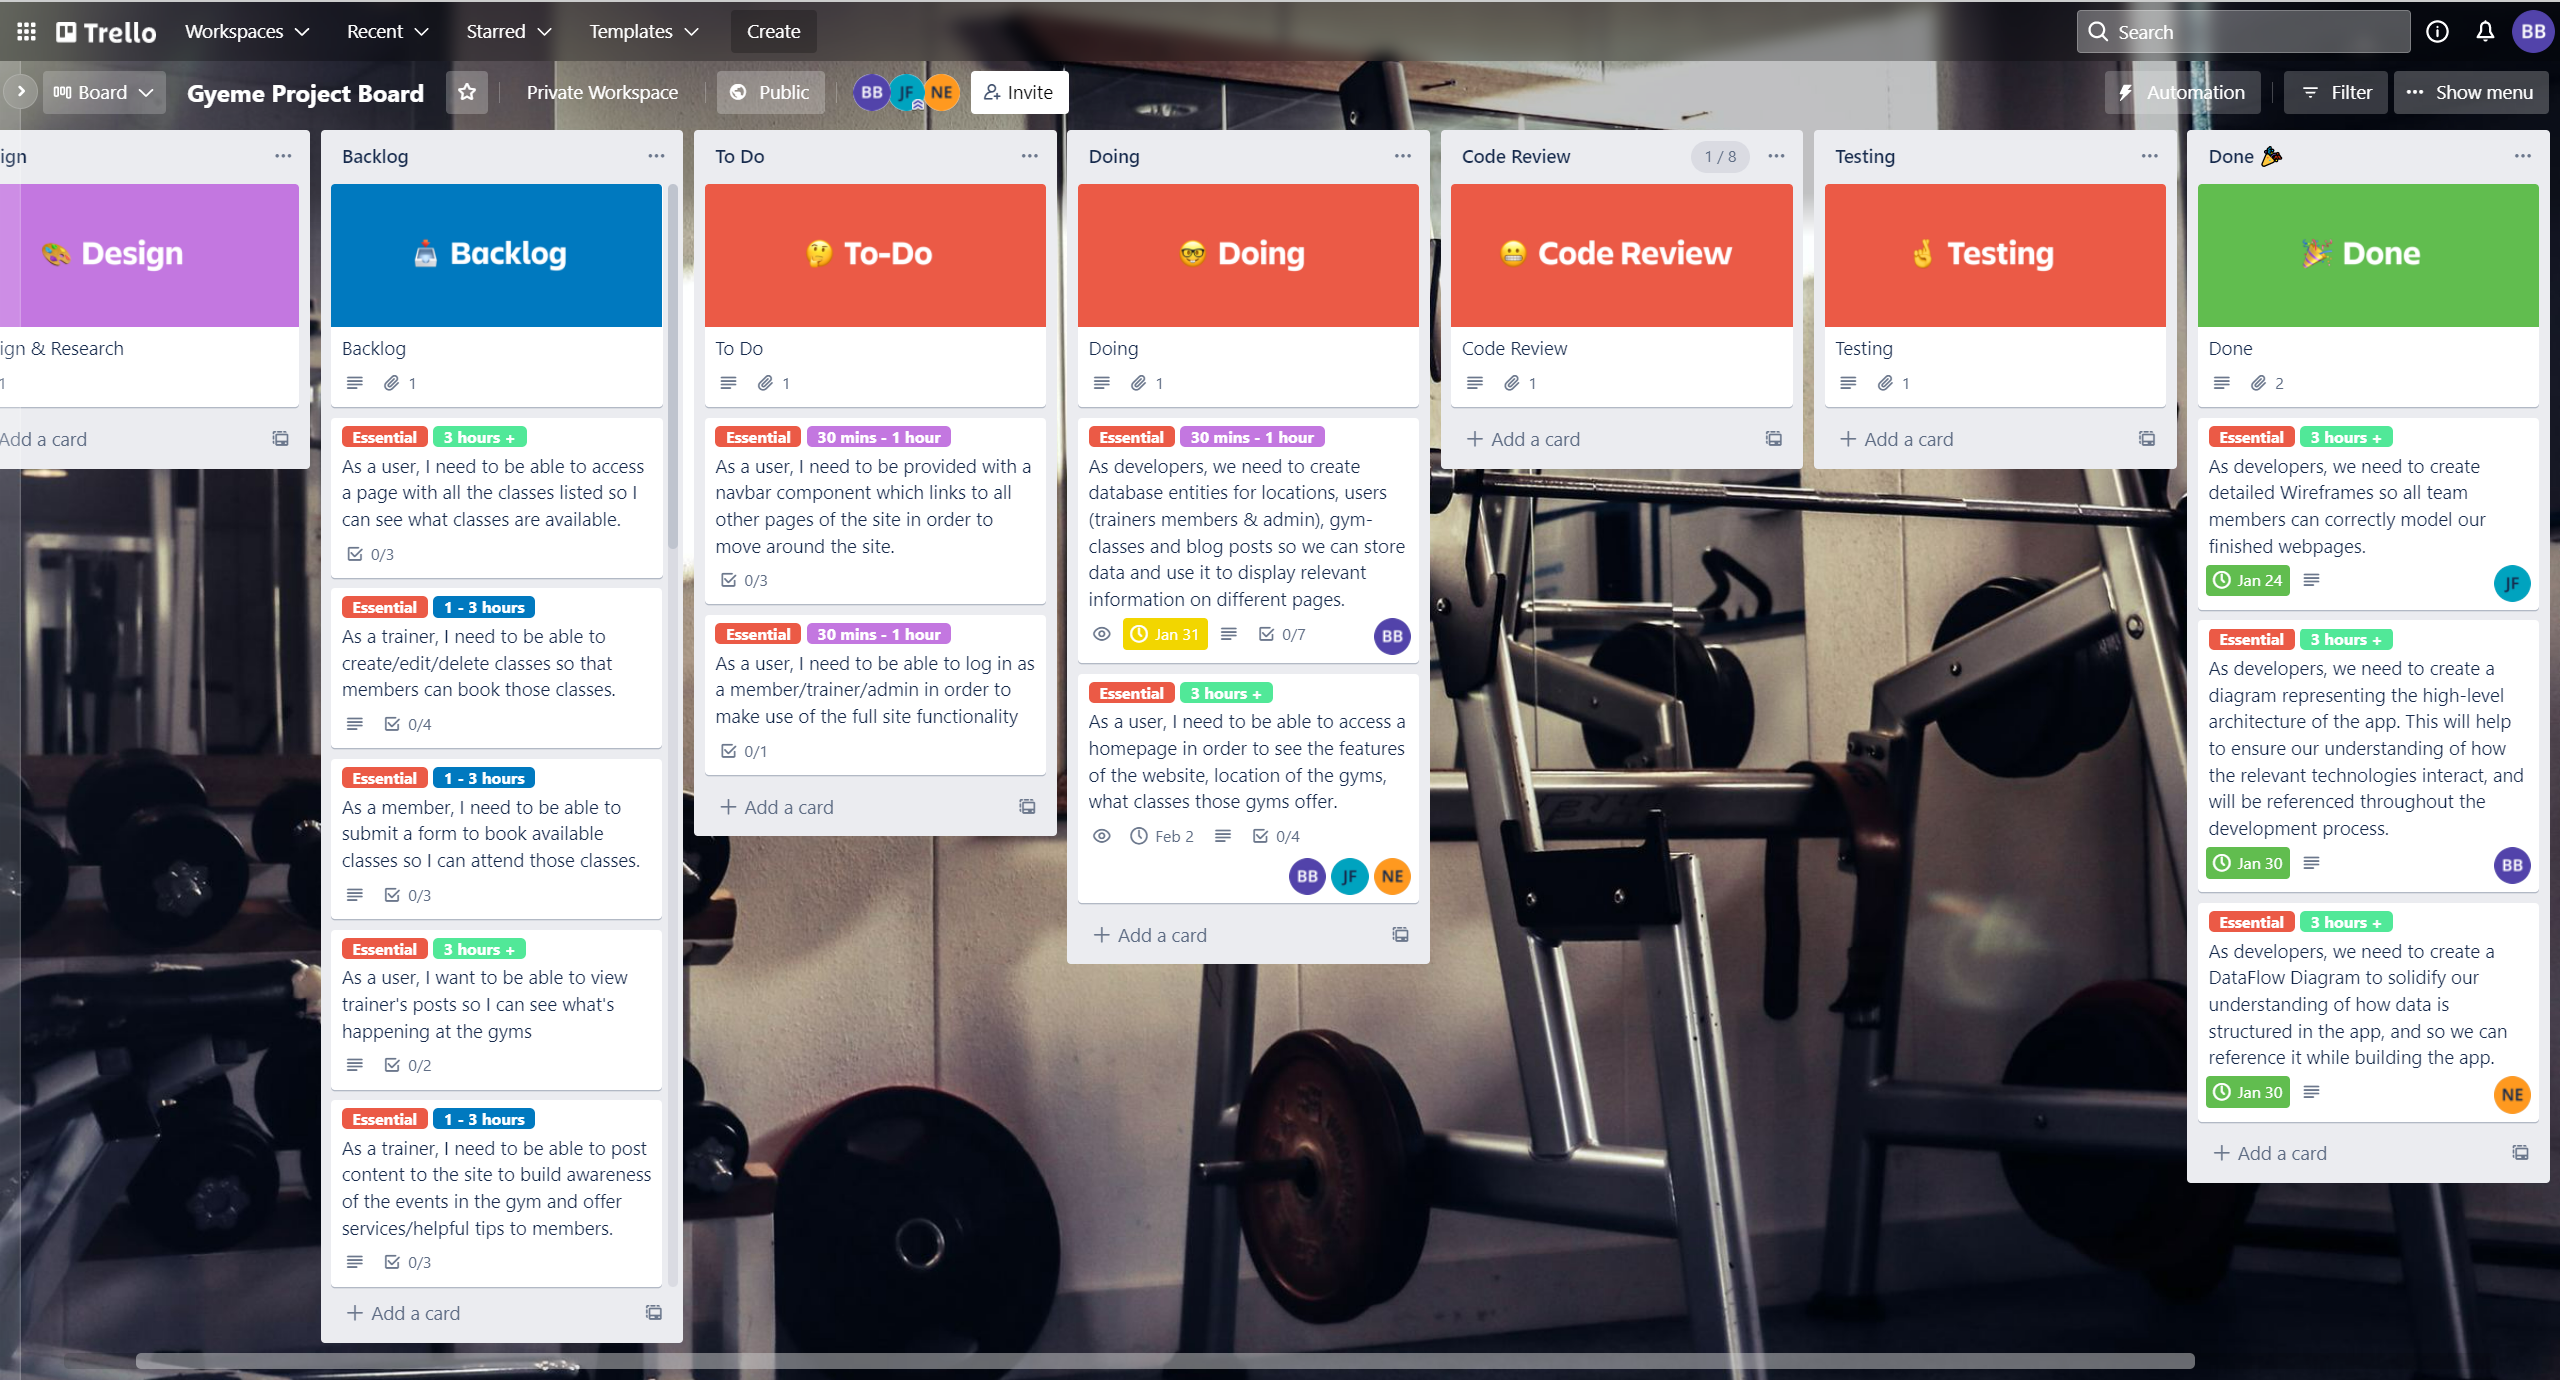 Trello Workspaces Recent Starred Templates Create Search BB
Board Gyeme Project Board Private Workspace Public BB JF NE Invite Automation Filter Show menu
ign
Design
ign & Research
1
Add a card
Backlog
Backlog
Backlog
1
Essential 3 hours +
As a user, I need to be able to access
a page with all the classes listed so I
can see what classes are available.
0/3
Essential 1 - 3 hours
As a trainer, I need to be able to
create/edit/delete classes so that
members can book those classes.
0/4
Essential 1 - 3 hours
As a member, I need to be able to
submit a form to book available
classes so I can attend those classes.
0/3
Essential 3 hours +
As a user, I want to be able to view
trainer's posts so I can see what's
happening at the gyms
0/2
Essential 1 - 3 hours
As a trainer, I need to be able to post
content to the site to build awareness
of the events in the gym and offer
services/helpful tips to members.
0/3
+ Add a card
To Do
To-Do
To Do
1
Essential 30 mins - 1 hour
As a user, I need to be provided with a
navbar component which links to all
other pages of the site in order to
move around the site.
0/3
Essential 30 mins - 1 hour
As a user, I need to be able to log in as
a member/trainer/admin in order to
make use of the full site functionality
0/1
+ Add a card
Doing
Doing
Doing
1
Essential 30 mins - 1 hour
As developers, we need to create
database entities for locations, users
(trainers members & admin), gym-
classes and blog posts so we can store
data and use it to display relevant
information on different pages.
Jan 31 0/7 BB
Essential 3 hours +
As a user, I need to be able to access a
homepage in order to see the features
of the website, location of the gyms,
what classes those gyms offer.
Feb 2 0/4
BB JF NE
+ Add a card
Code Review 1 / 8
Code Review
Code Review
1
+ Add a card
Testing
Testing
Testing
1
+ Add a card
Done
Done
Done
2
Essential 3 hours +
As developers, we need to create
detailed Wireframes so all team
members can correctly model our
finished webpages.
Jan 24 JF
Essential 3 hours +
As developers, we need to create a
diagram representing the high-level
architecture of the app. This will help
to ensure our understanding of how
the relevant technologies interact, and
will be referenced throughout the
development process.
Jan 30 BB
Essential 3 hours +
As developers, we need to create a
DataFlow Diagram to solidify our
understanding of how data is
structured in the app, and so we can
reference it while building the app.
Jan 30 NE
+ Add a card